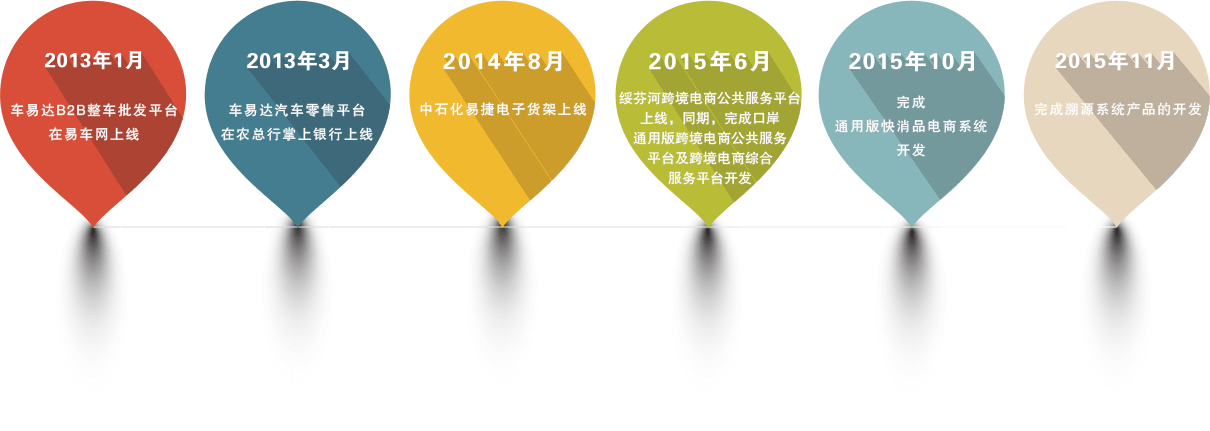 2013年1月
车易达B2B整车批发平台
在易车网上线
2013年3月
车易达汽车零售平台
在农总行掌上银行上线
2014年8月
中石化易捷电子货架上线
2015年6月
绥芬河跨境电商公共服务平台
上线，同期，完成口岸
通用版跨境电商公共服务
平台及跨境电商综合
服务平台开发
2015年10月
完成
通用版快消品电商系统
开发
2015年11月
完成溯源系统产品的开发